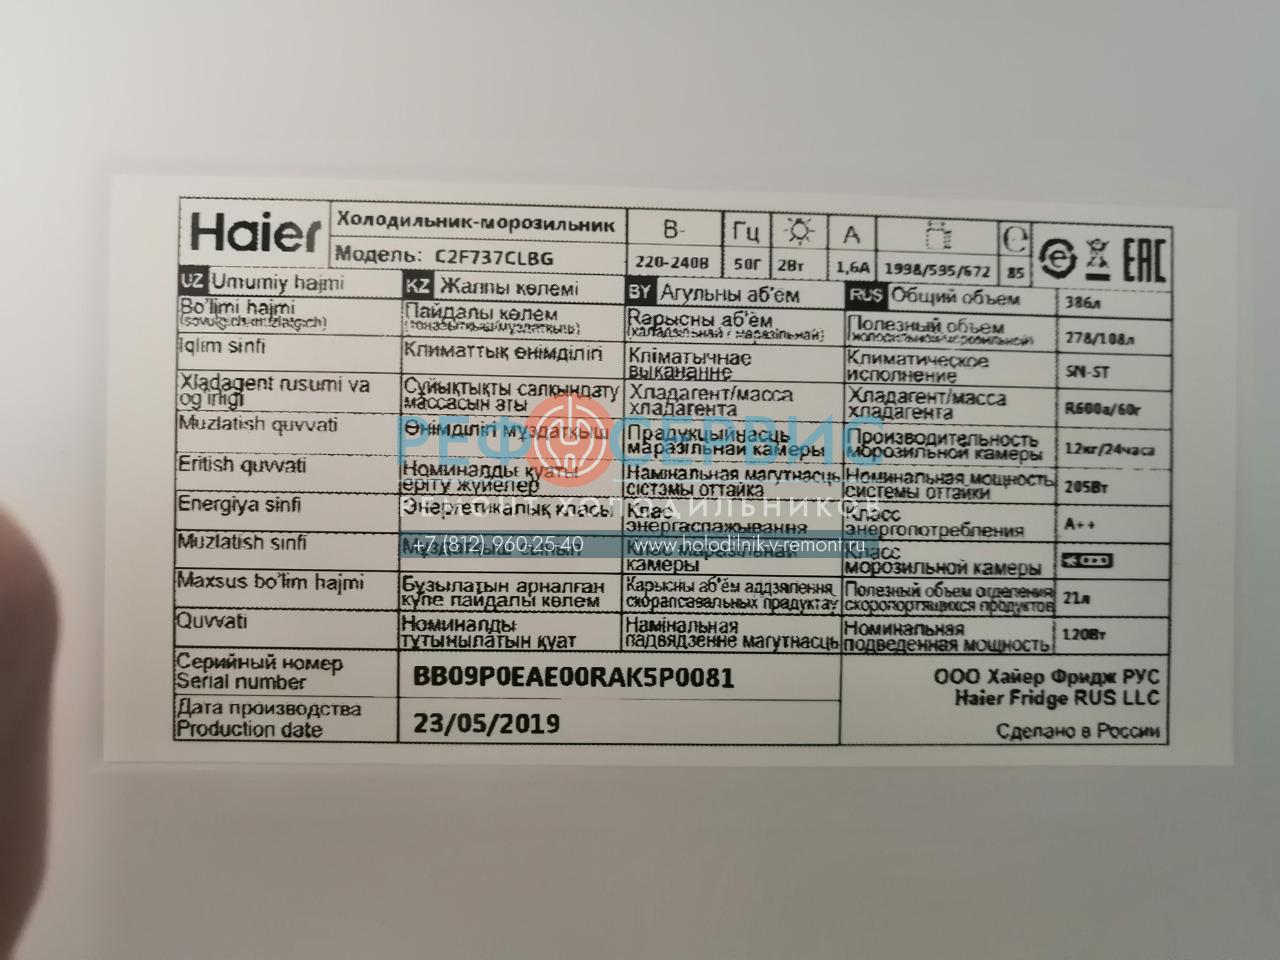 Haier
Холодильник-морозильник
Модель: C2F737CLBG
В~ Гц А
220-240В 50Г 2Вт 1,6А 1998/595/672 85
EAC
UZ Umumiy hajmi KZ Жалпы көлемі BY Агульны аб'ём RUS Общий объем 386л
Bo'limi hajmi Пайдалы көлем Карысны аб'ём Полезный объем 278/108л
Iqlim sinfi Климаттық өнімділігі Кліматычнае выкананне Климатическое исполнение SN-ST
Xladagent rusumi va og'irligi Сұйықтықты салқындату массасын аты Хладагент/масса хладагента Хладагент/масса хладагента R600a/60г
Muzlatish quvvati Өнімділігі мұздатқыш Прадукцыйнасць маразільнай камеры Производительность морозильной камеры 12кг/24часа
Eritish quvvati Номиналды қуаты еріту жүйелер Намінальная магутнасць сістэмы оттайка Номинальная мощность системы оттайки 205Вт
Energiya sinfi Энергетикалық класы Клас энергаспажывання Класс энергопотребления A++
Muzlatish sinfi Мұздатқыш сыныбы Клас маразільнай камеры Класс морозильной камеры
Maxsus bo'lim hajmi Бұзылатын арналған күпе пайдалы көлем Карысны аб'ём аддзялення скорапсавальных прадуктаў Полезный объем отделения скоропортящихся продуктов 21л
Quvvati Номиналды тұтынылатын қуат Намінальная падвядзенне магутнасць Номинальная подведенная мощность 120Вт
Серийный номер
Serial number
BB09P0EAE00RAK5P0081
Дата производства
Production date
23/05/2019
ООО Хайер Фридж РУС
Haier Fridge RUS LLC
Сделано в России
РЕФ СЕРВИС
РЕМОНТ ХОЛОДИЛЬНИКОВ
+7 (812) 960-25-40 www.holodilnik-v-remont.ru